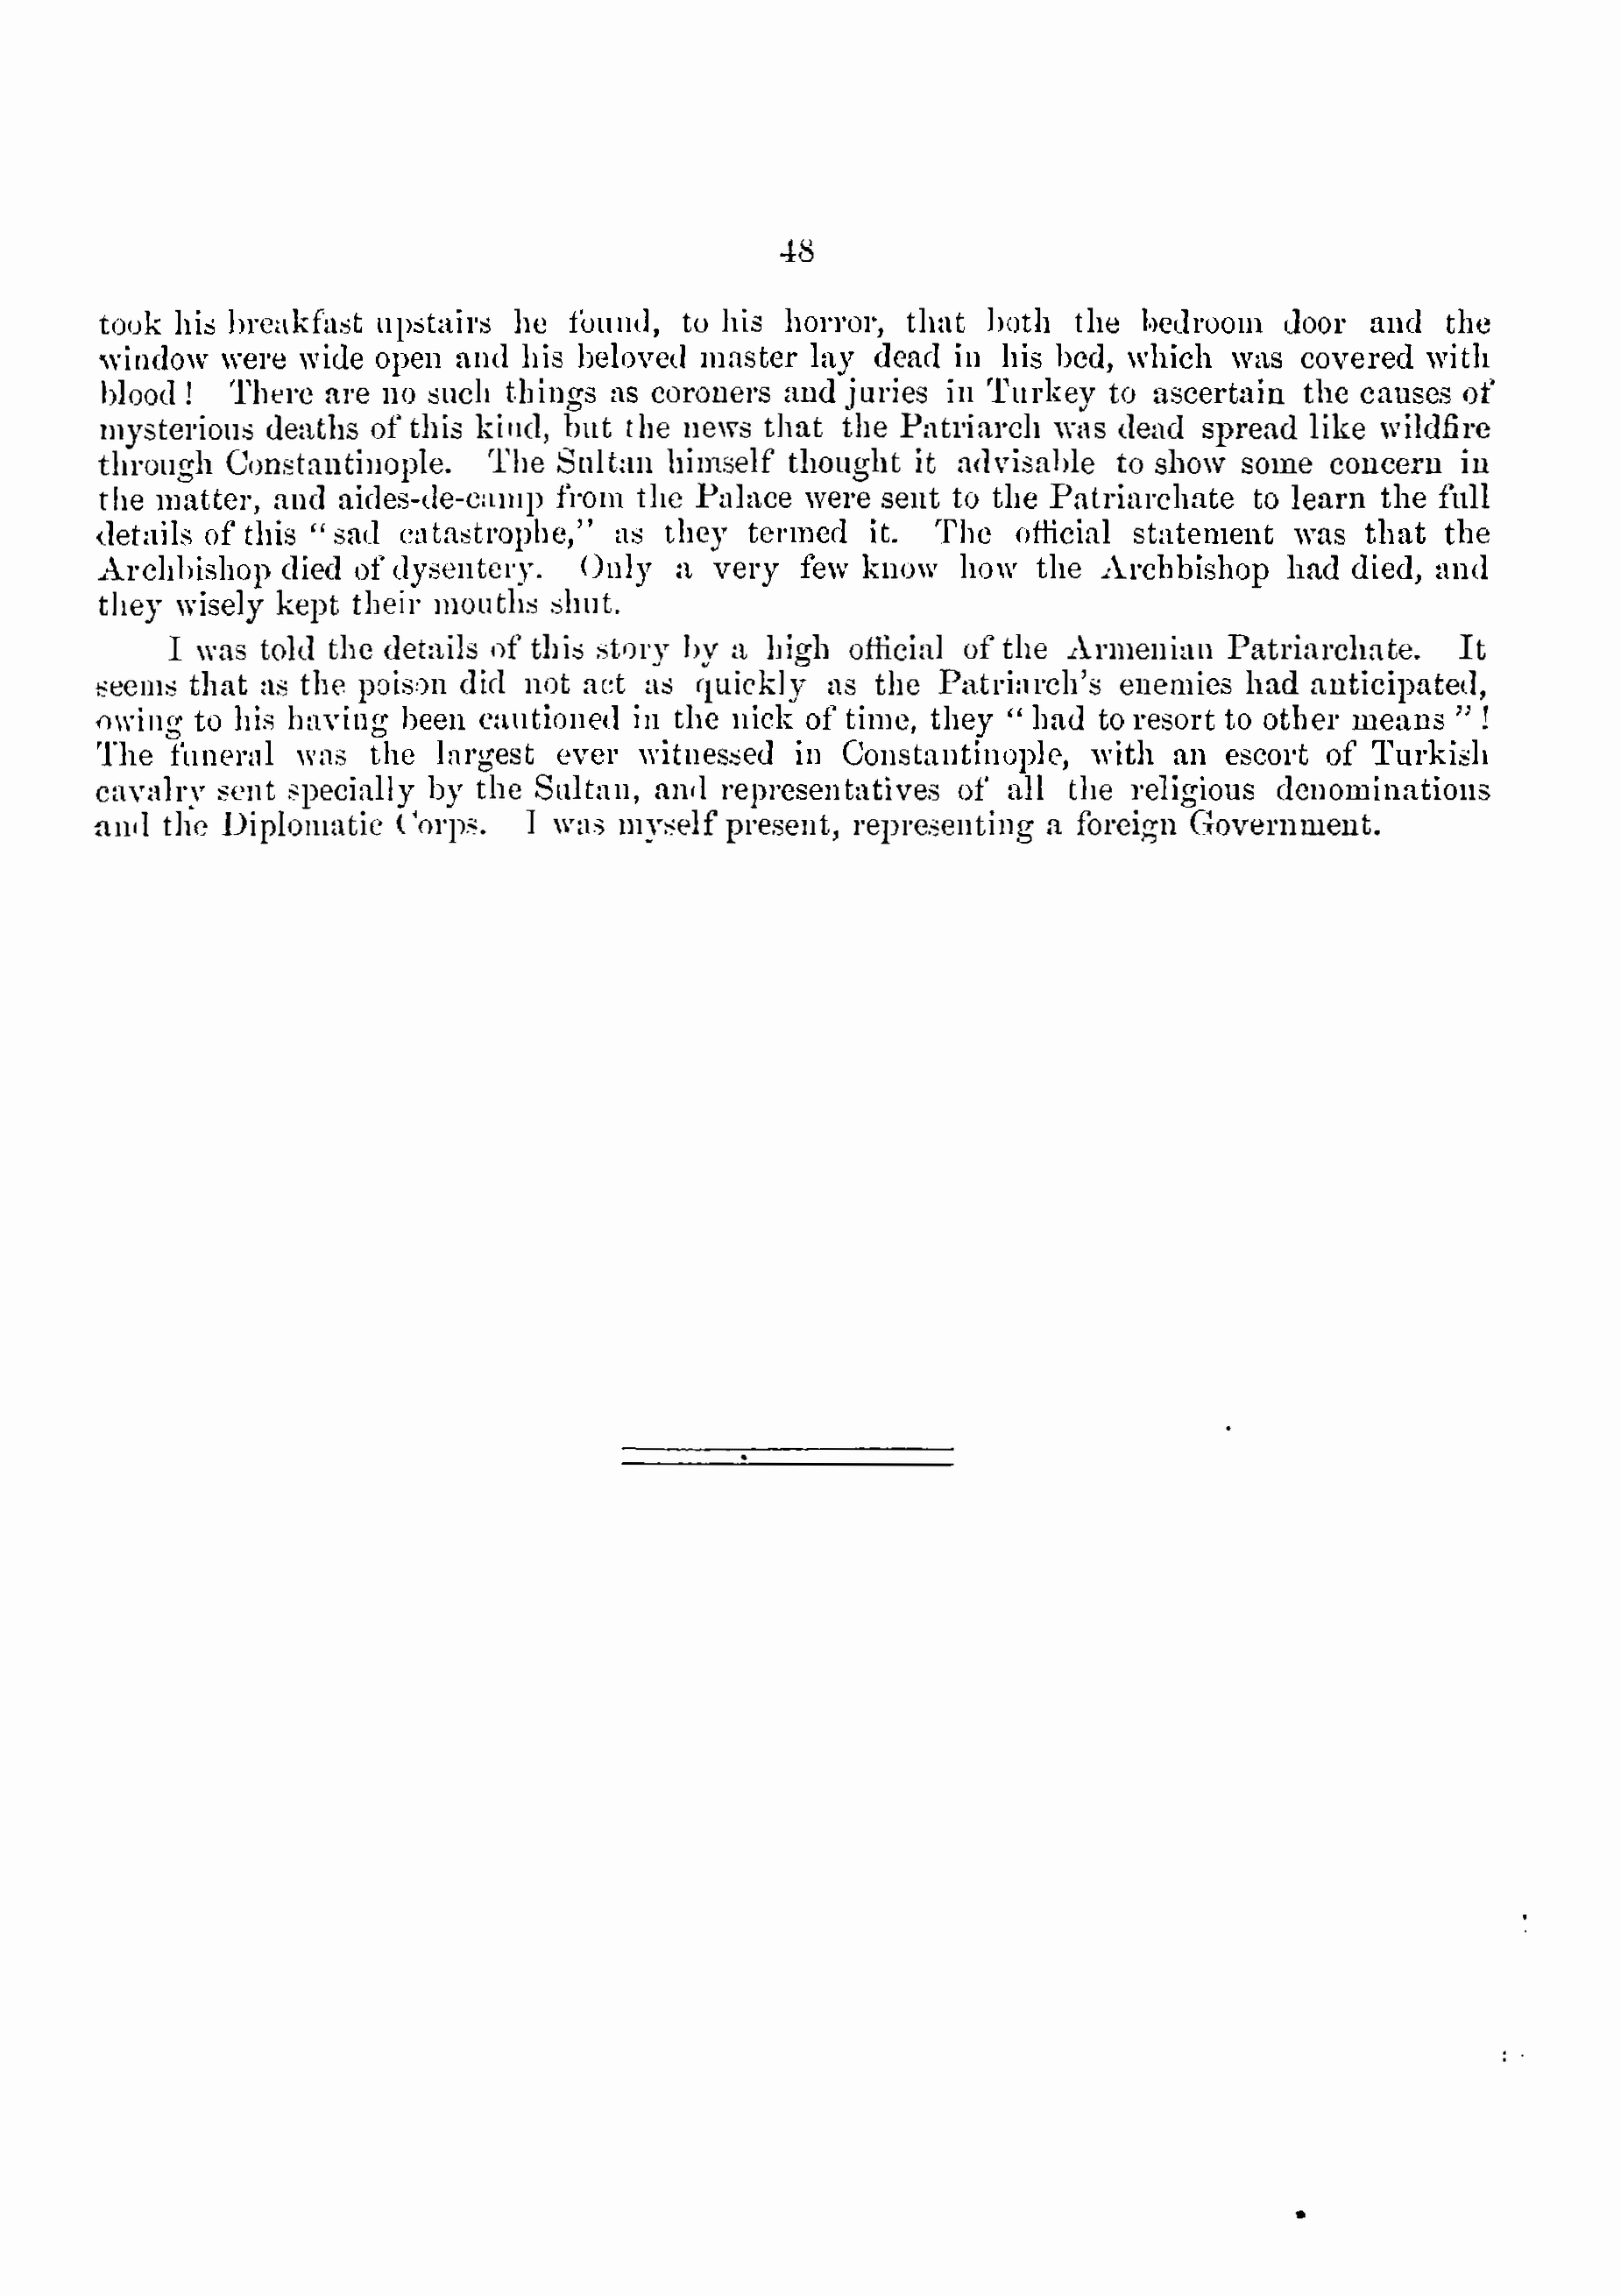 48
took his breakfast upstairs he found, to his horror, that both the bedroom door and the
window were wide open and his beloved master lay dead in his bed, which was covered with
blood ! There are no such things as coroners and juries in Turkey to ascertain the causes of
mysterious deaths of this kind, but the news that the Patriarch was dead spread like wildfire
through Constantinople. The Sultan himself thought it advisable to show some concern in
the matter, and aides-de-camp from the Palace were sent to the Patriarchate to learn the full
details of this “ sad catastrophe,” as they termed it. The official statement was that the
Archbishop died of dysentery. Only a very few know how the Archbishop had died, and
they wisely kept their mouths shut.
I was told the details of this story by a high official of the Armenian Patriarchate. It
seems that as the poison did not act as quickly as the Patriarch’s enemies had anticipated,
owing to his having been cautioned in the nick of time, they “ had to resort to other means ” !
The funeral was the largest ever witnessed in Constantinople, with an escort of Turkish
cavalry sent specially by the Sultan, and representatives of all the religious denominations
and the Diplomatic Corps. I was myself present, representing a foreign Government.